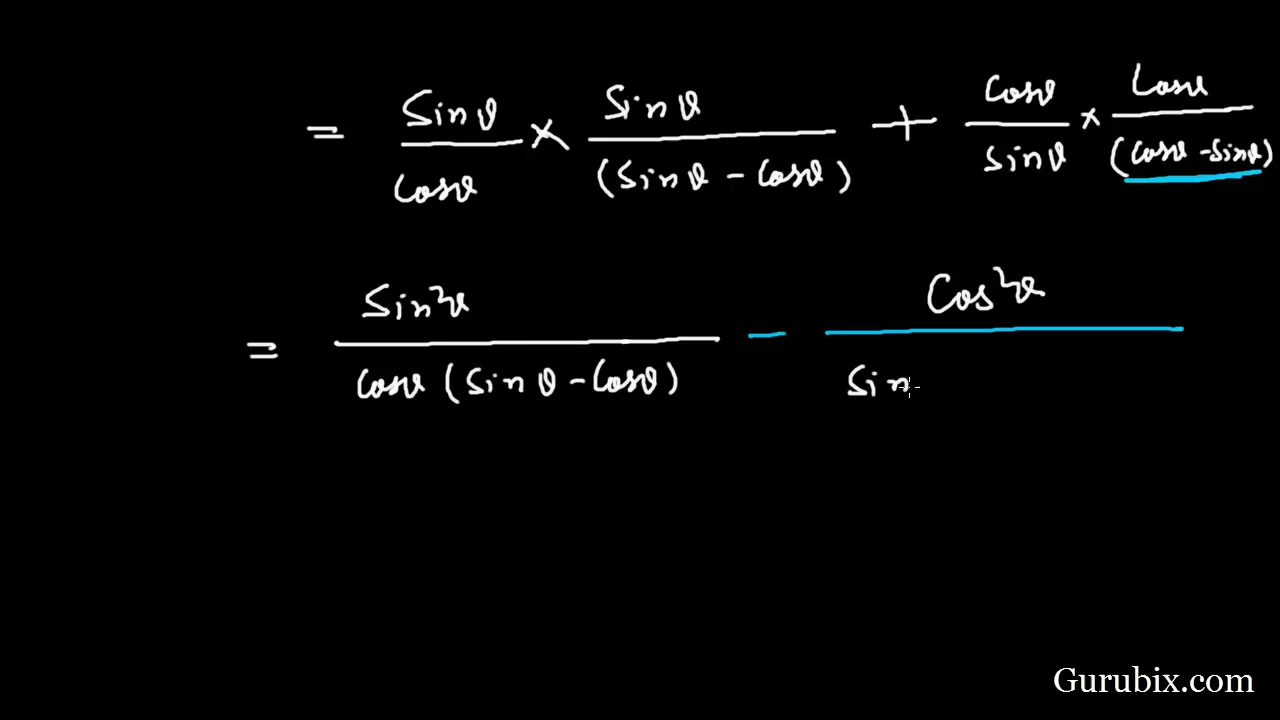 = Sinθ/Cosθ × Sinθ/(Sinθ - Cosθ) + Cosθ/Sinθ × Cosθ/(Cosθ - Sinθ)
= Sin²θ/Cosθ (Sinθ - Cosθ) - Cos²θ/Sin
Gurubix.com